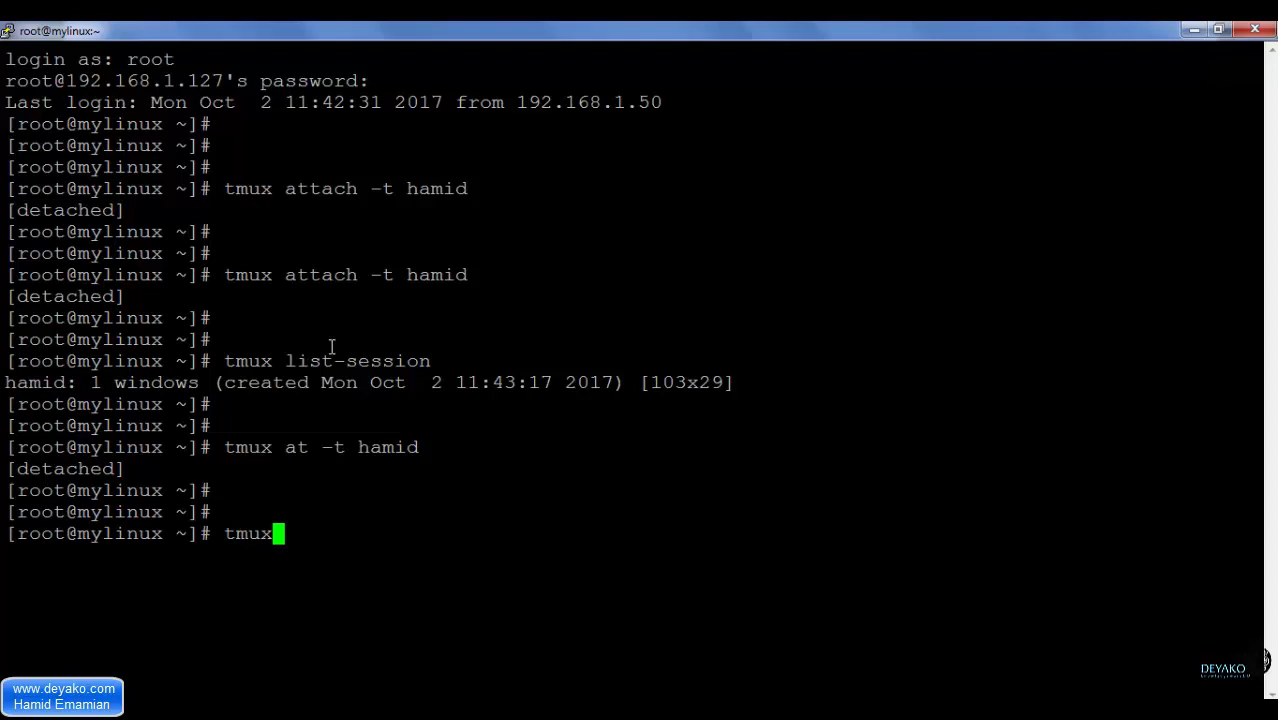 root@mylinux:~
login as: root
root@192.168.1.127's password:
Last login: Mon Oct  2 11:42:31 2017 from 192.168.1.50
[root@mylinux ~]#
[root@mylinux ~]#
[root@mylinux ~]#
[root@mylinux ~]# tmux attach -t hamid
[detached]
[root@mylinux ~]#
[root@mylinux ~]#
[root@mylinux ~]# tmux attach -t hamid
[detached]
[root@mylinux ~]#
[root@mylinux ~]#
[root@mylinux ~]# tmux list-session
hamid: 1 windows (created Mon Oct  2 11:43:17 2017) [103x29]
[root@mylinux ~]#
[root@mylinux ~]#
[root@mylinux ~]# tmux at -t hamid
[detached]
[root@mylinux ~]#
[root@mylinux ~]#
[root@mylinux ~]# tmux
DEYAKO
www.deyako.com
Hamid Emamian